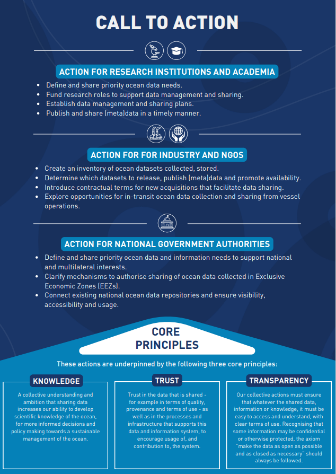 CALL TO ACTION
ACTION FOR RESEARCH INSTITUTIONS AND ACADEMIA
• Define and share priority ocean data needs.
• Fund research roles to support data management and sharing.
• Establish data management and sharing plans.
• Publish and share (meta)data in a timely manner.
ACTION FOR FOR INDUSTRY AND NGOS
• Create an inventory of ocean datasets collected, stored.
• Determine which datasets to release, publish (meta)data and promote availability.
• Introduce contractual terms for new acquisitions that facilitate data sharing.
• Explore opportunities for in-transit ocean data collection and sharing from vessel
operations.
ACTION FOR NATIONAL GOVERNMENT AUTHORITIES
• Define and share priority ocean data and information needs to support national
and multilateral interests.
• Clarify mechanisms to authorise sharing of ocean data collected in Exclusive
Economic Zones (EEZs).
• Connect existing national ocean data repositories and ensure visibility,
accessibility and usage.
CORE
PRINCIPLES
These actions are underpinned by the following three core principles:
KNOWLEDGE
A collective understanding and
ambition that sharing data
increases our ability to develop
scientific knowledge of the ocean,
for more informed decisions and
policy making towards a sustainable
management of the ocean.
TRUST
Trust in the data that is shared -
for example in terms of quality,
provenance and terms of use - as
well as in the processes and
infrastructure that supports the
data and information system, to
encourage usage of, and
contribution to, the system.
TRANSPARENCY
Our collective actions must ensure
that whatever the shared data,
information or knowledge, it must be
easy to access and understand, with
clear terms of use. Recognising that
some information may be confidential
or otherwise protected, the axiom
"make the data as open as possible
and as closed as necessary" should
always be followed.